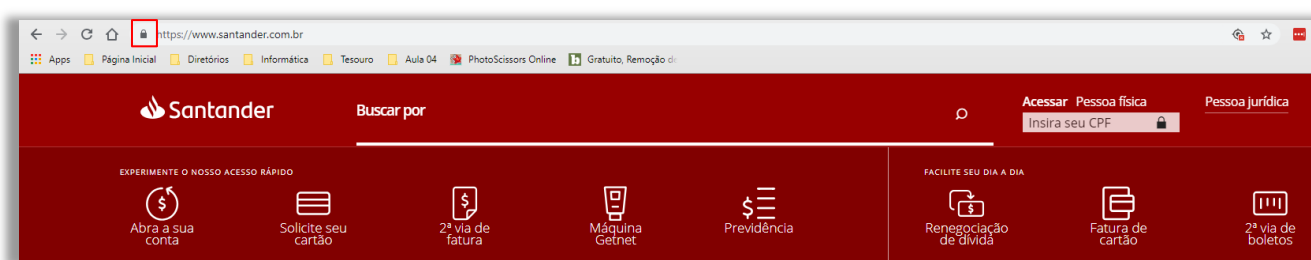 https://www.santander.com.br
Apps Página Inicial Diretórios Informática Tesouro Aula 04 PhotoScissors Online Gratuito, Remoção
Santander Buscar por Acessar Pessoa física Pessoa jurídica
Insira seu CPF
EXPERIMENTE O NOSSO ACESSO RÁPIDO FACILITE SEU DIA A DIA
Abra a sua conta
Solicite seu cartão
2ª via de fatura
Máquina Getnet
Previdência
Renegociação de dívida
Fatura de cartão
2ª via de boletos